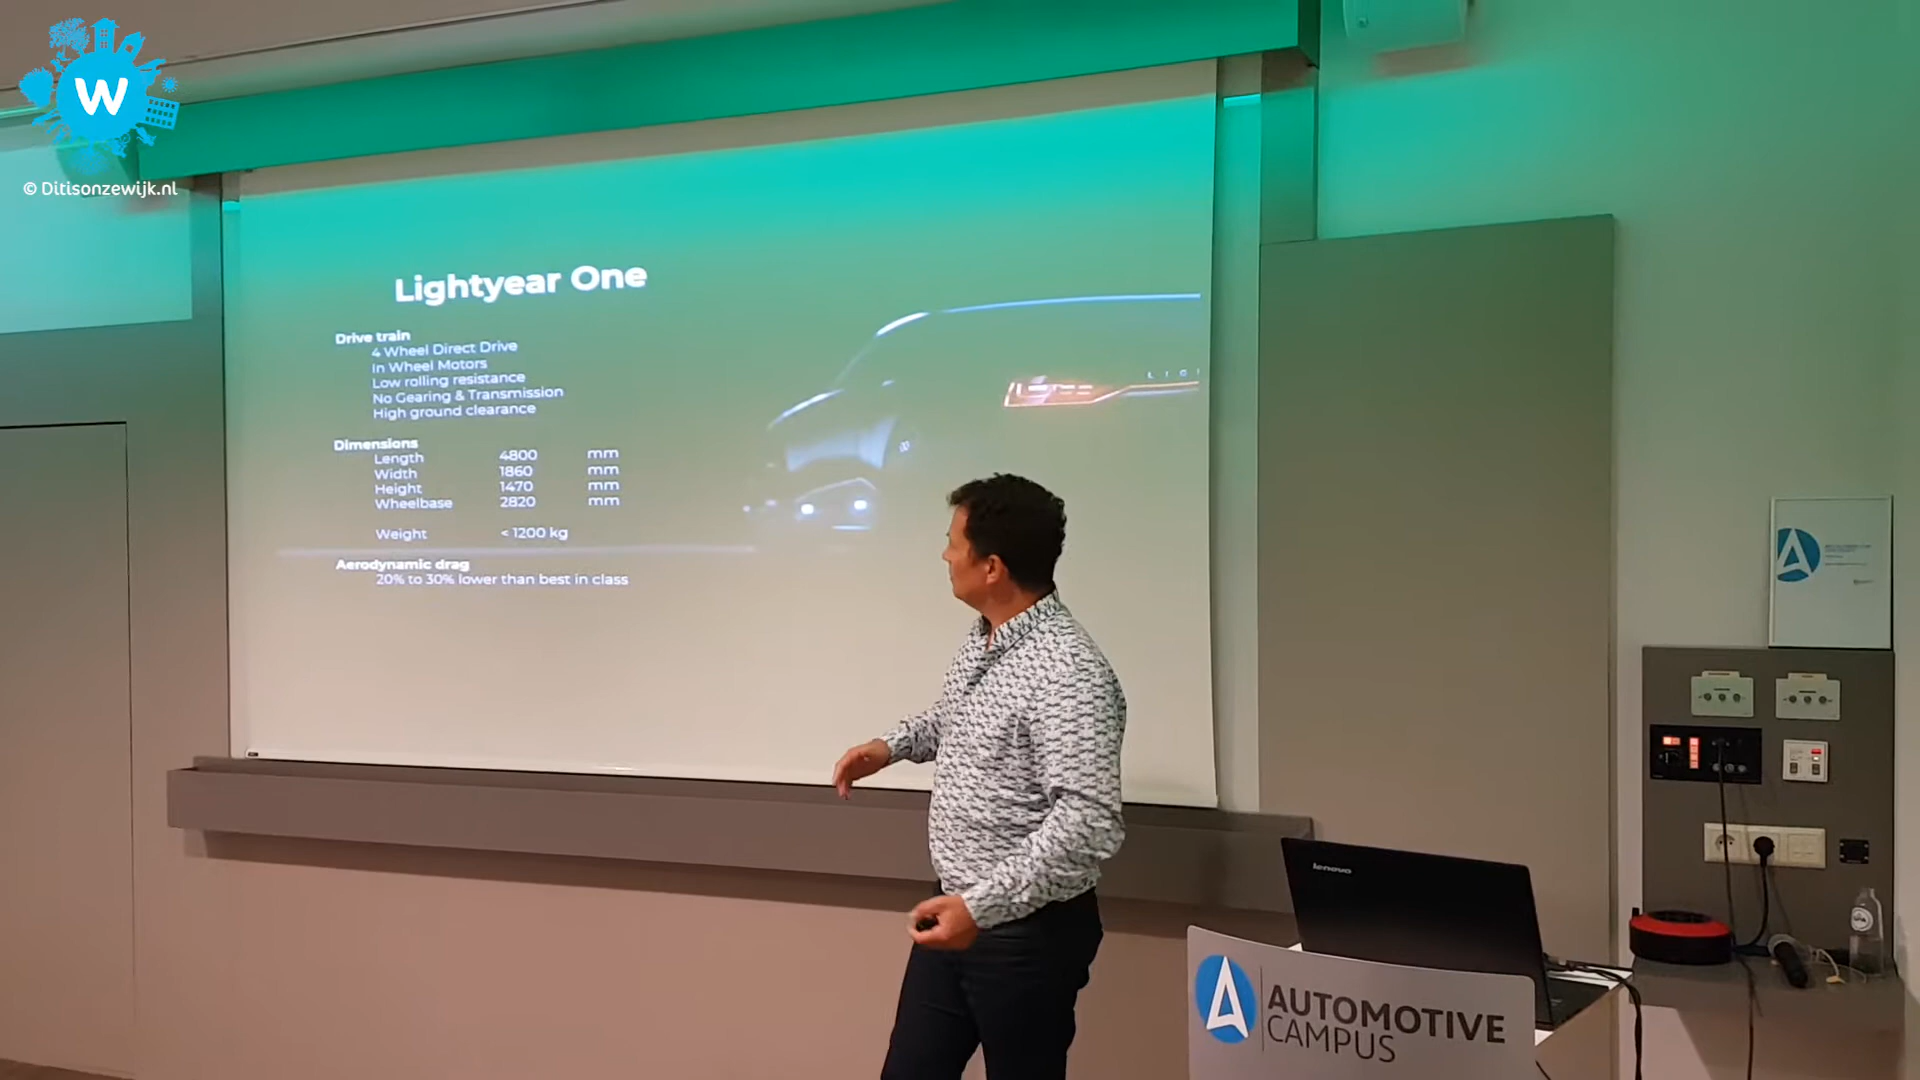 W
© Ditisonzewijk.nl
Lightyear One
Drive train
4 Wheel Direct Drive
In Wheel Motors
Low rolling resistance
No Gearing & Transmission
High ground clearance
Dimensions
Length 4800 mm
Width 1860 mm
Height 1470 mm
Wheelbase 2820 mm
Weight < 1200 kg
Aerodynamic drag
20% to 30% lower than best in class
L I G
lenovo
AUTOMOTIVE
CAMPUS